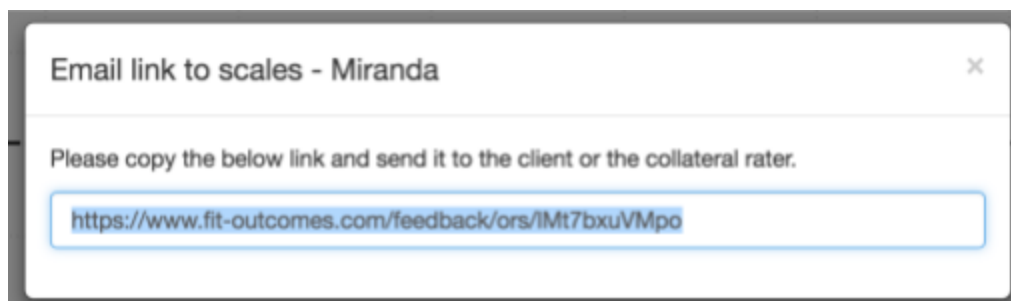 Email link to scales - Miranda
×
Please copy the below link and send it to the client or the collateral rater.
https://www.fit-outcomes.com/feedback/ors/lMt7bxuVMpo